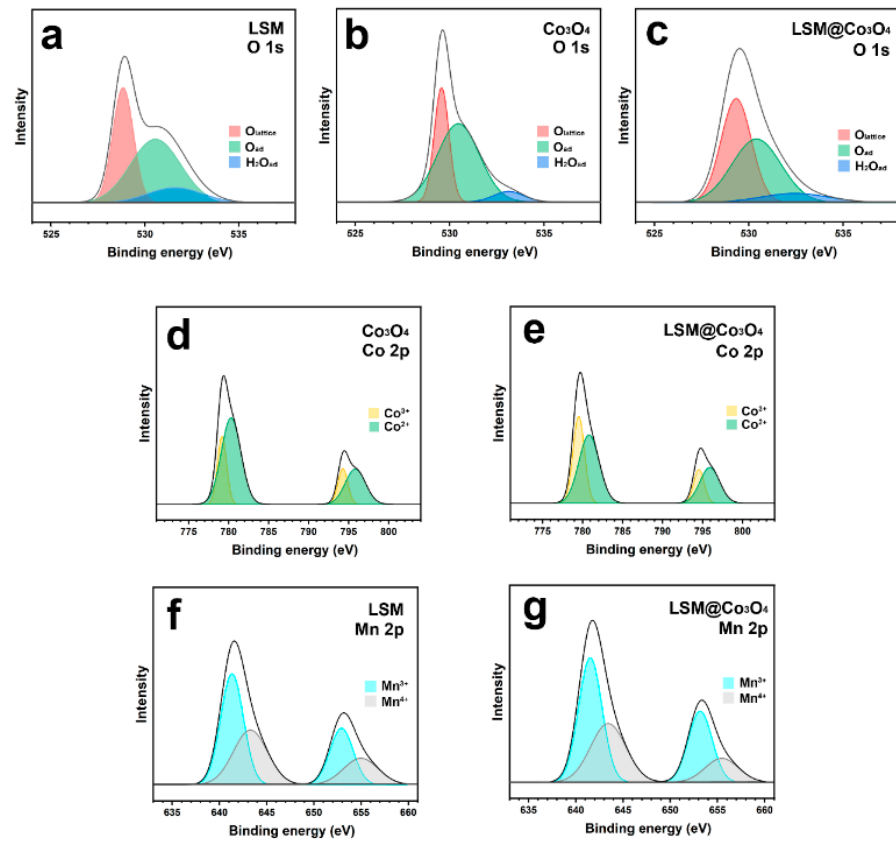 a
LSM
O 1s
Intensity
Olattice
Oad
H₂Oad
525
530
535
Binding energy (eV)
b
Co₃O₄
O 1s
Intensity
Olattice
Oad
H₂Oad
525
530
535
Binding energy (eV)
c
LSM@Co₃O₄
O 1s
Intensity
Olattice
Oad
H₂Oad
525
530
535
Binding energy (eV)
d
Co₃O₄
Co 2p
Intensity
Co³⁺
Co²⁺
775
780
785
790
795
800
Binding energy (eV)
e
LSM@Co₃O₄
Co 2p
Intensity
Co³⁺
Co²⁺
775
780
785
790
795
800
Binding energy (eV)
f
LSM
Mn 2p
Intensity
Mn³⁺
Mn⁴⁺
635
640
645
650
655
660
Binding energy (eV)
g
LSM@Co₃O₄
Mn 2p
Intensity
Mn³⁺
Mn⁴⁺
635
640
645
650
655
660
Binding energy (eV)